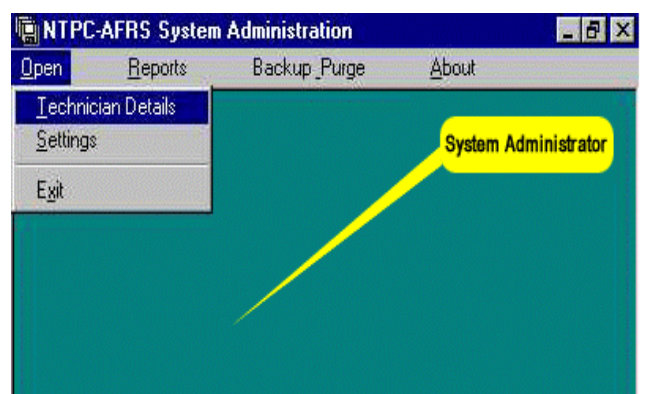 NTPC-AFRS System Administration
Open Reports Backup_Purge About
Technician Details
Settings
Exit
System Administrator